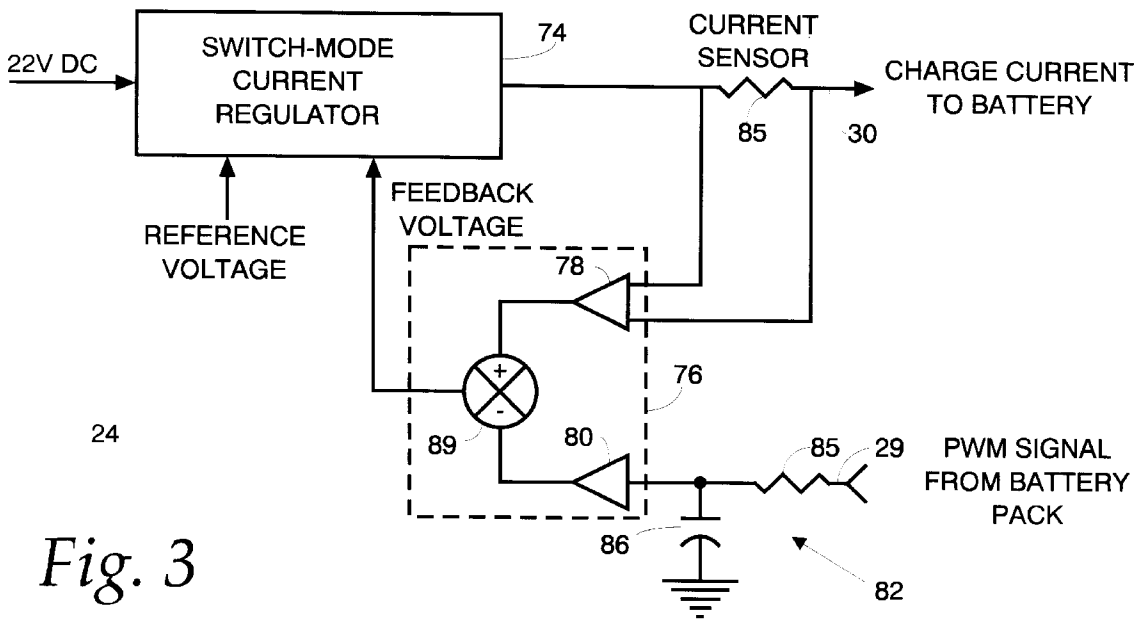 74
CURRENT
SENSOR
22V DC
SWITCH-MODE
CURRENT
REGULATOR
CHARGE CURRENT
TO BATTERY
85
30
FEEDBACK
VOLTAGE
REFERENCE
VOLTAGE
78
+
-
76
89
24
80
85
29
PWM SIGNAL
FROM BATTERY
PACK
86
82
Fig. 3